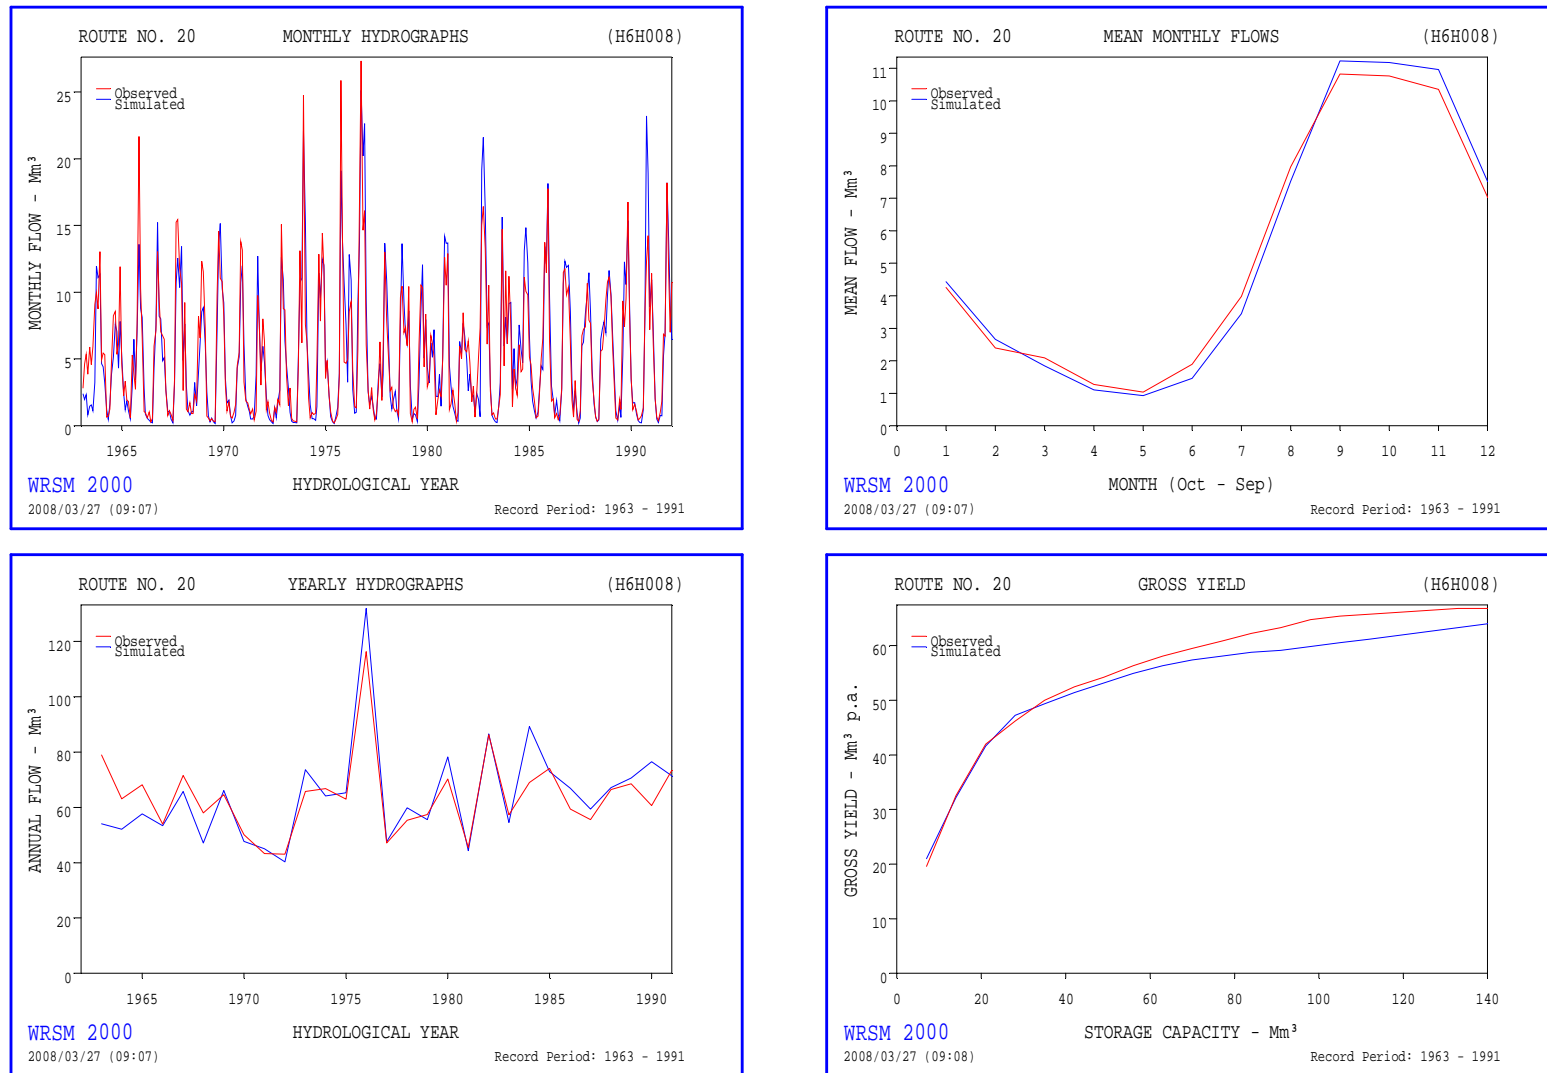 ROUTE NO. 20 MONTHLY HYDROGRAPHS (H6H008)
Observed
Simulated
MONTHLY FLOW - Mm³
25
20
15
10
5
0
1965 1970 1975 1980 1985 1990
WRSM 2000 HYDROLOGICAL YEAR
2008/03/27 (09:07) Record Period: 1963 - 1991
ROUTE NO. 20 MEAN MONTHLY FLOWS (H6H008)
Observed
Simulated
MEAN FLOW - Mm³
11
10
9
8
7
6
5
4
3
2
1
0
0 1 2 3 4 5 6 7 8 9 10 11 12
WRSM 2000 MONTH (Oct - Sep)
2008/03/27 (09:07) Record Period: 1963 - 1991
ROUTE NO. 20 YEARLY HYDROGRAPHS (H6H008)
Observed
Simulated
ANNUAL FLOW - Mm³
120
100
80
60
40
20
0
1965 1970 1975 1980 1985 1990
WRSM 2000 HYDROLOGICAL YEAR
2008/03/27 (09:07) Record Period: 1963 - 1991
ROUTE NO. 20 GROSS YIELD (H6H008)
Observed
Simulated
GROSS YIELD - Mm³ p.a.
60
50
40
30
20
10
0
0 20 40 60 80 100 120 140
WRSM 2000 STORAGE CAPACITY - Mm³
2008/03/27 (09:08) Record Period: 1963 - 1991